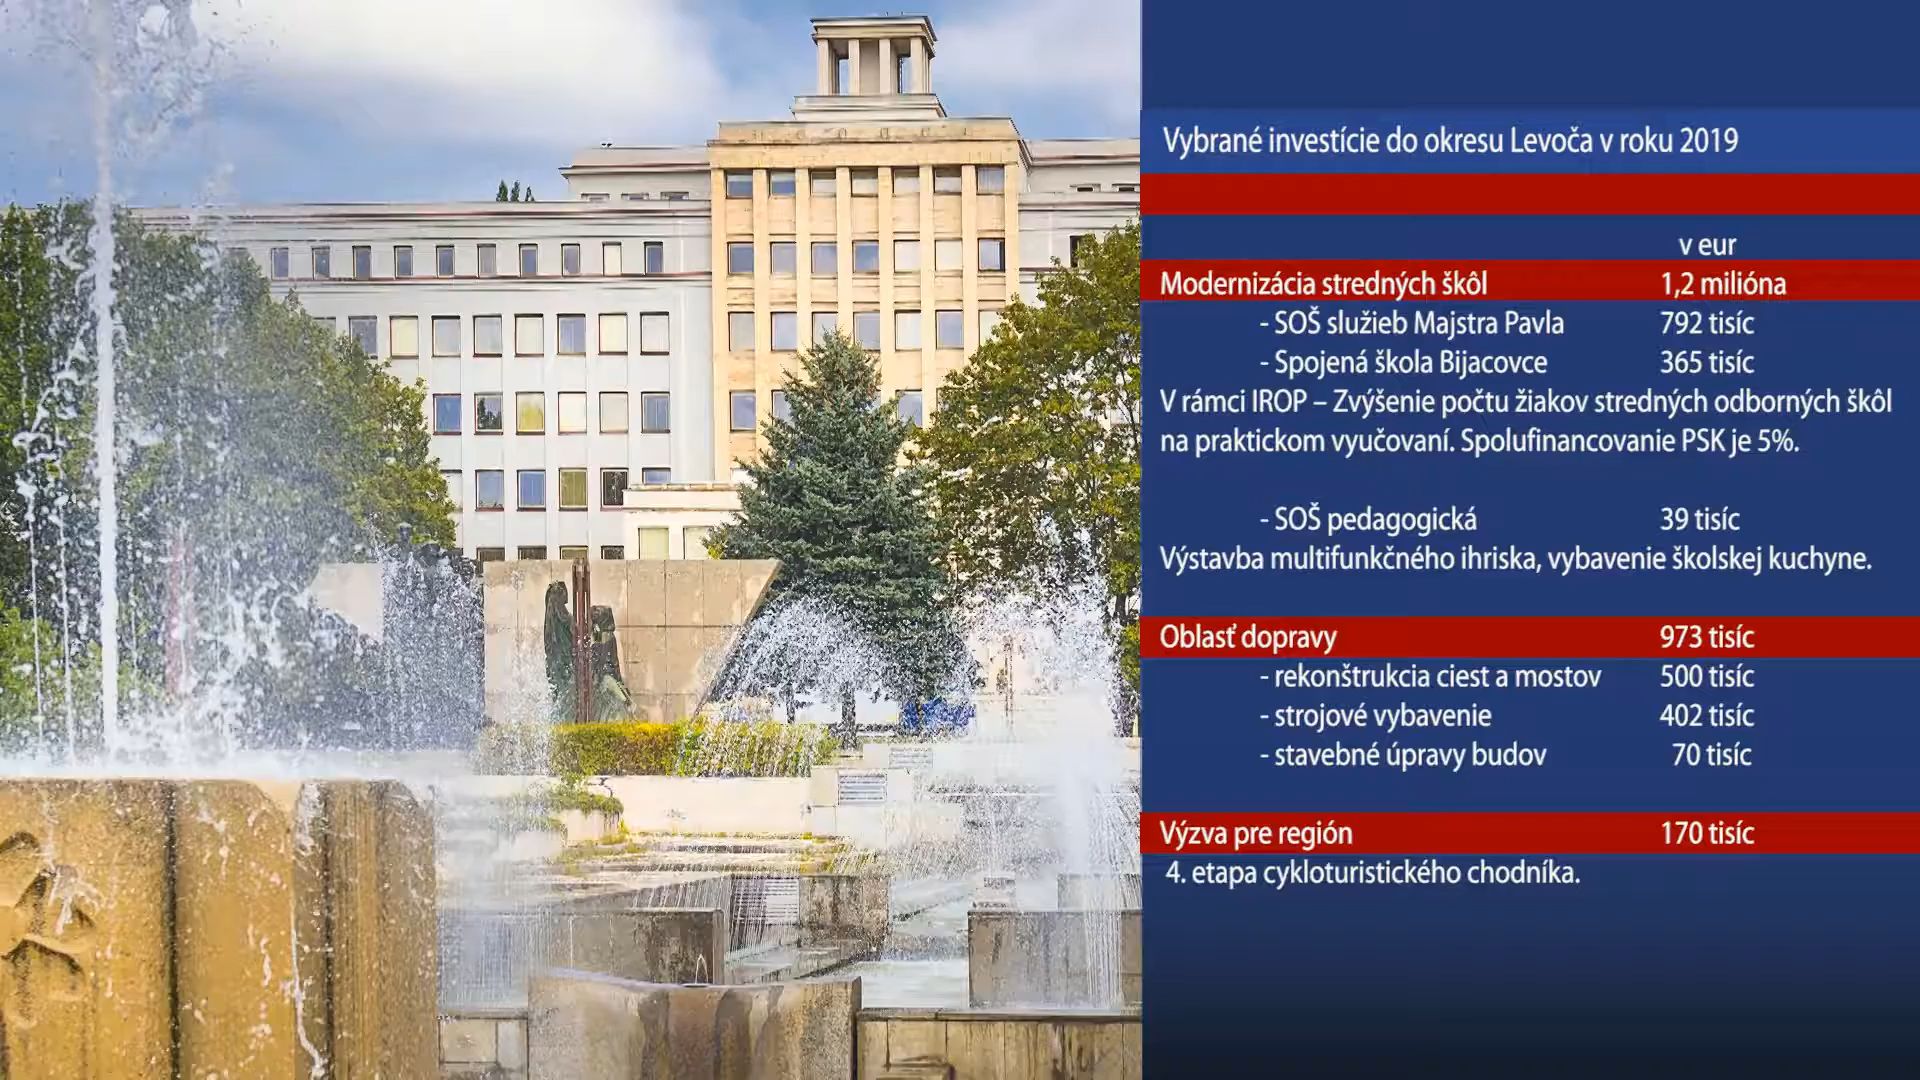 Vybrané investície do okresu Levoča v roku 2019
v eur
Modernizácia stredných škôl 1,2 milióna
- SOŠ služieb Majstra Pavla 792 tisíc
- Spojená škola Bijacovce 365 tisíc
V rámci IROP – Zvýšenie počtu žiakov stredných odborných škôl
na praktickom vyučovaní. Spolufinancovanie PSK je 5%.
- SOŠ pedagogická 39 tisíc
Výstavba multifunkčného ihriska, vybavenie školskej kuchyne.
Oblasť dopravy 973 tisíc
- rekonštrukcia ciest a mostov 500 tisíc
- strojové vybavenie 402 tisíc
- stavebné úpravy budov 70 tisíc
Výzva pre región 170 tisíc
4. etapa cykloturistického chodníka.